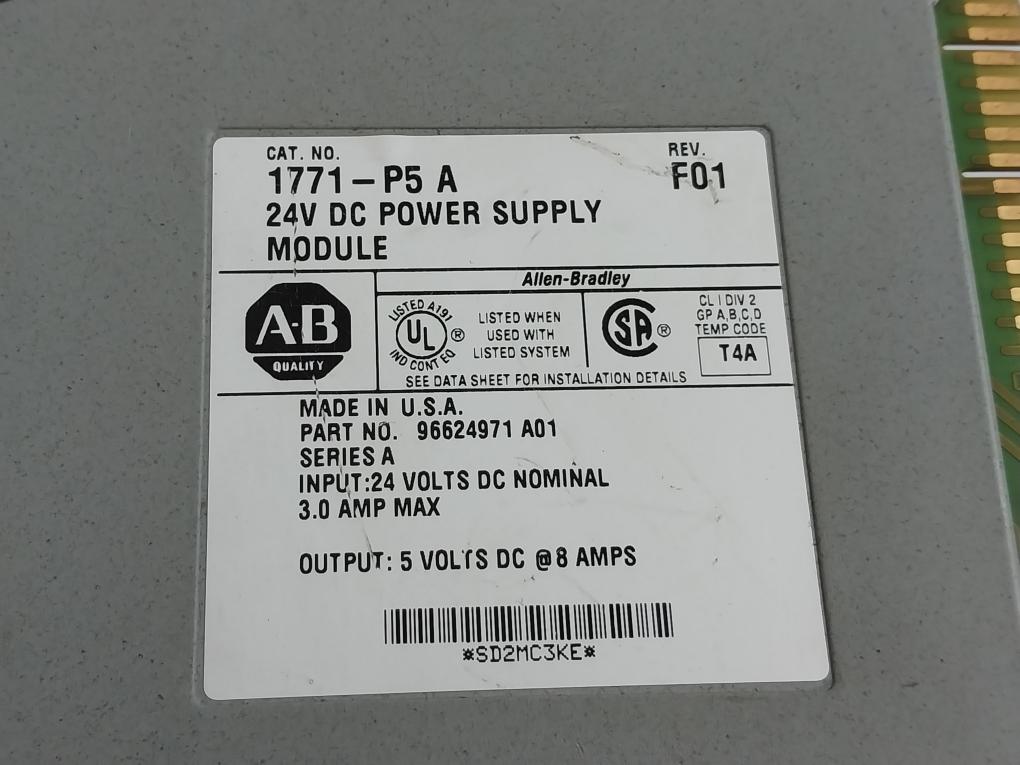 CAT. NO.
REV.
1771-P5 A
F01
24V DC POWER SUPPLY
MODULE
Allen-Bradley
A-B
QUALITY
LISTED A191
UL ®
IND CONT EQ
LISTED WHEN
USED WITH
LISTED SYSTEM
SA ®
CL I DIV 2
GP A,B,C,D
TEMP CODE
T4A
SEE DATA SHEET FOR INSTALLATION DETAILS
MADE IN U.S.A.
PART NO. 96624971 A01
SERIES A
INPUT:24 VOLTS DC NOMINAL
3.0 AMP MAX
OUTPUT: 5 VOLTS DC @ 8 AMPS
*SD2MC3KE*